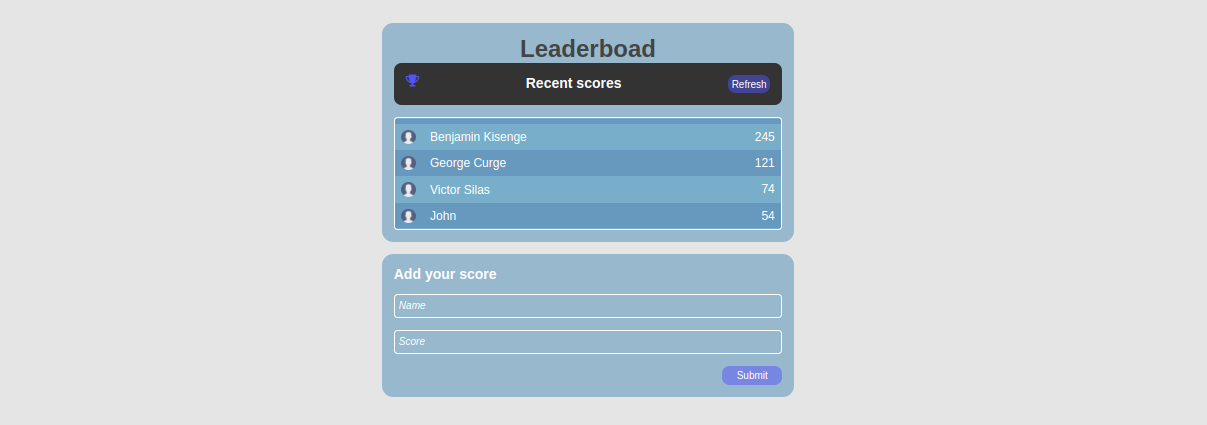 Leaderboad
Recent scores Refresh
Benjamin Kisenge 245
George Curge 121
Victor Silas 74
John 54
Add your score
Name
Score
Submit